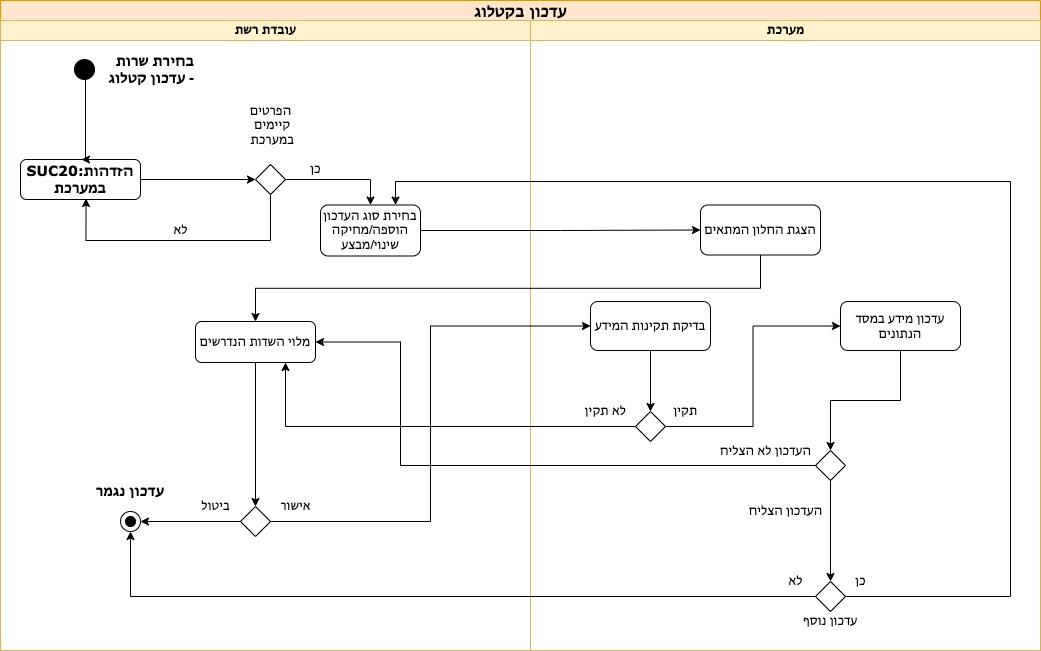 עדכון בקטלוג
עובדת רשת
מערכת
בחירת שרות
- עדכון קטלוג
הפרטים
קיימים
במערכת
SUC20:הזדהות
במערכת
כן
לא
בחירת סוג העדכון
הוספה/מחיקה
שינוי/מבצע
הצגת החלון המתאים
מלוי השדות הנדרשים
בדיקת תקינות המידע
עדכון מידע במסד
הנתונים
לא תקין
תקין
העדכון לא הצליח
העדכון הצליח
עדכון נגמר
ביטול
אישור
לא
כן
עדכון נוסף